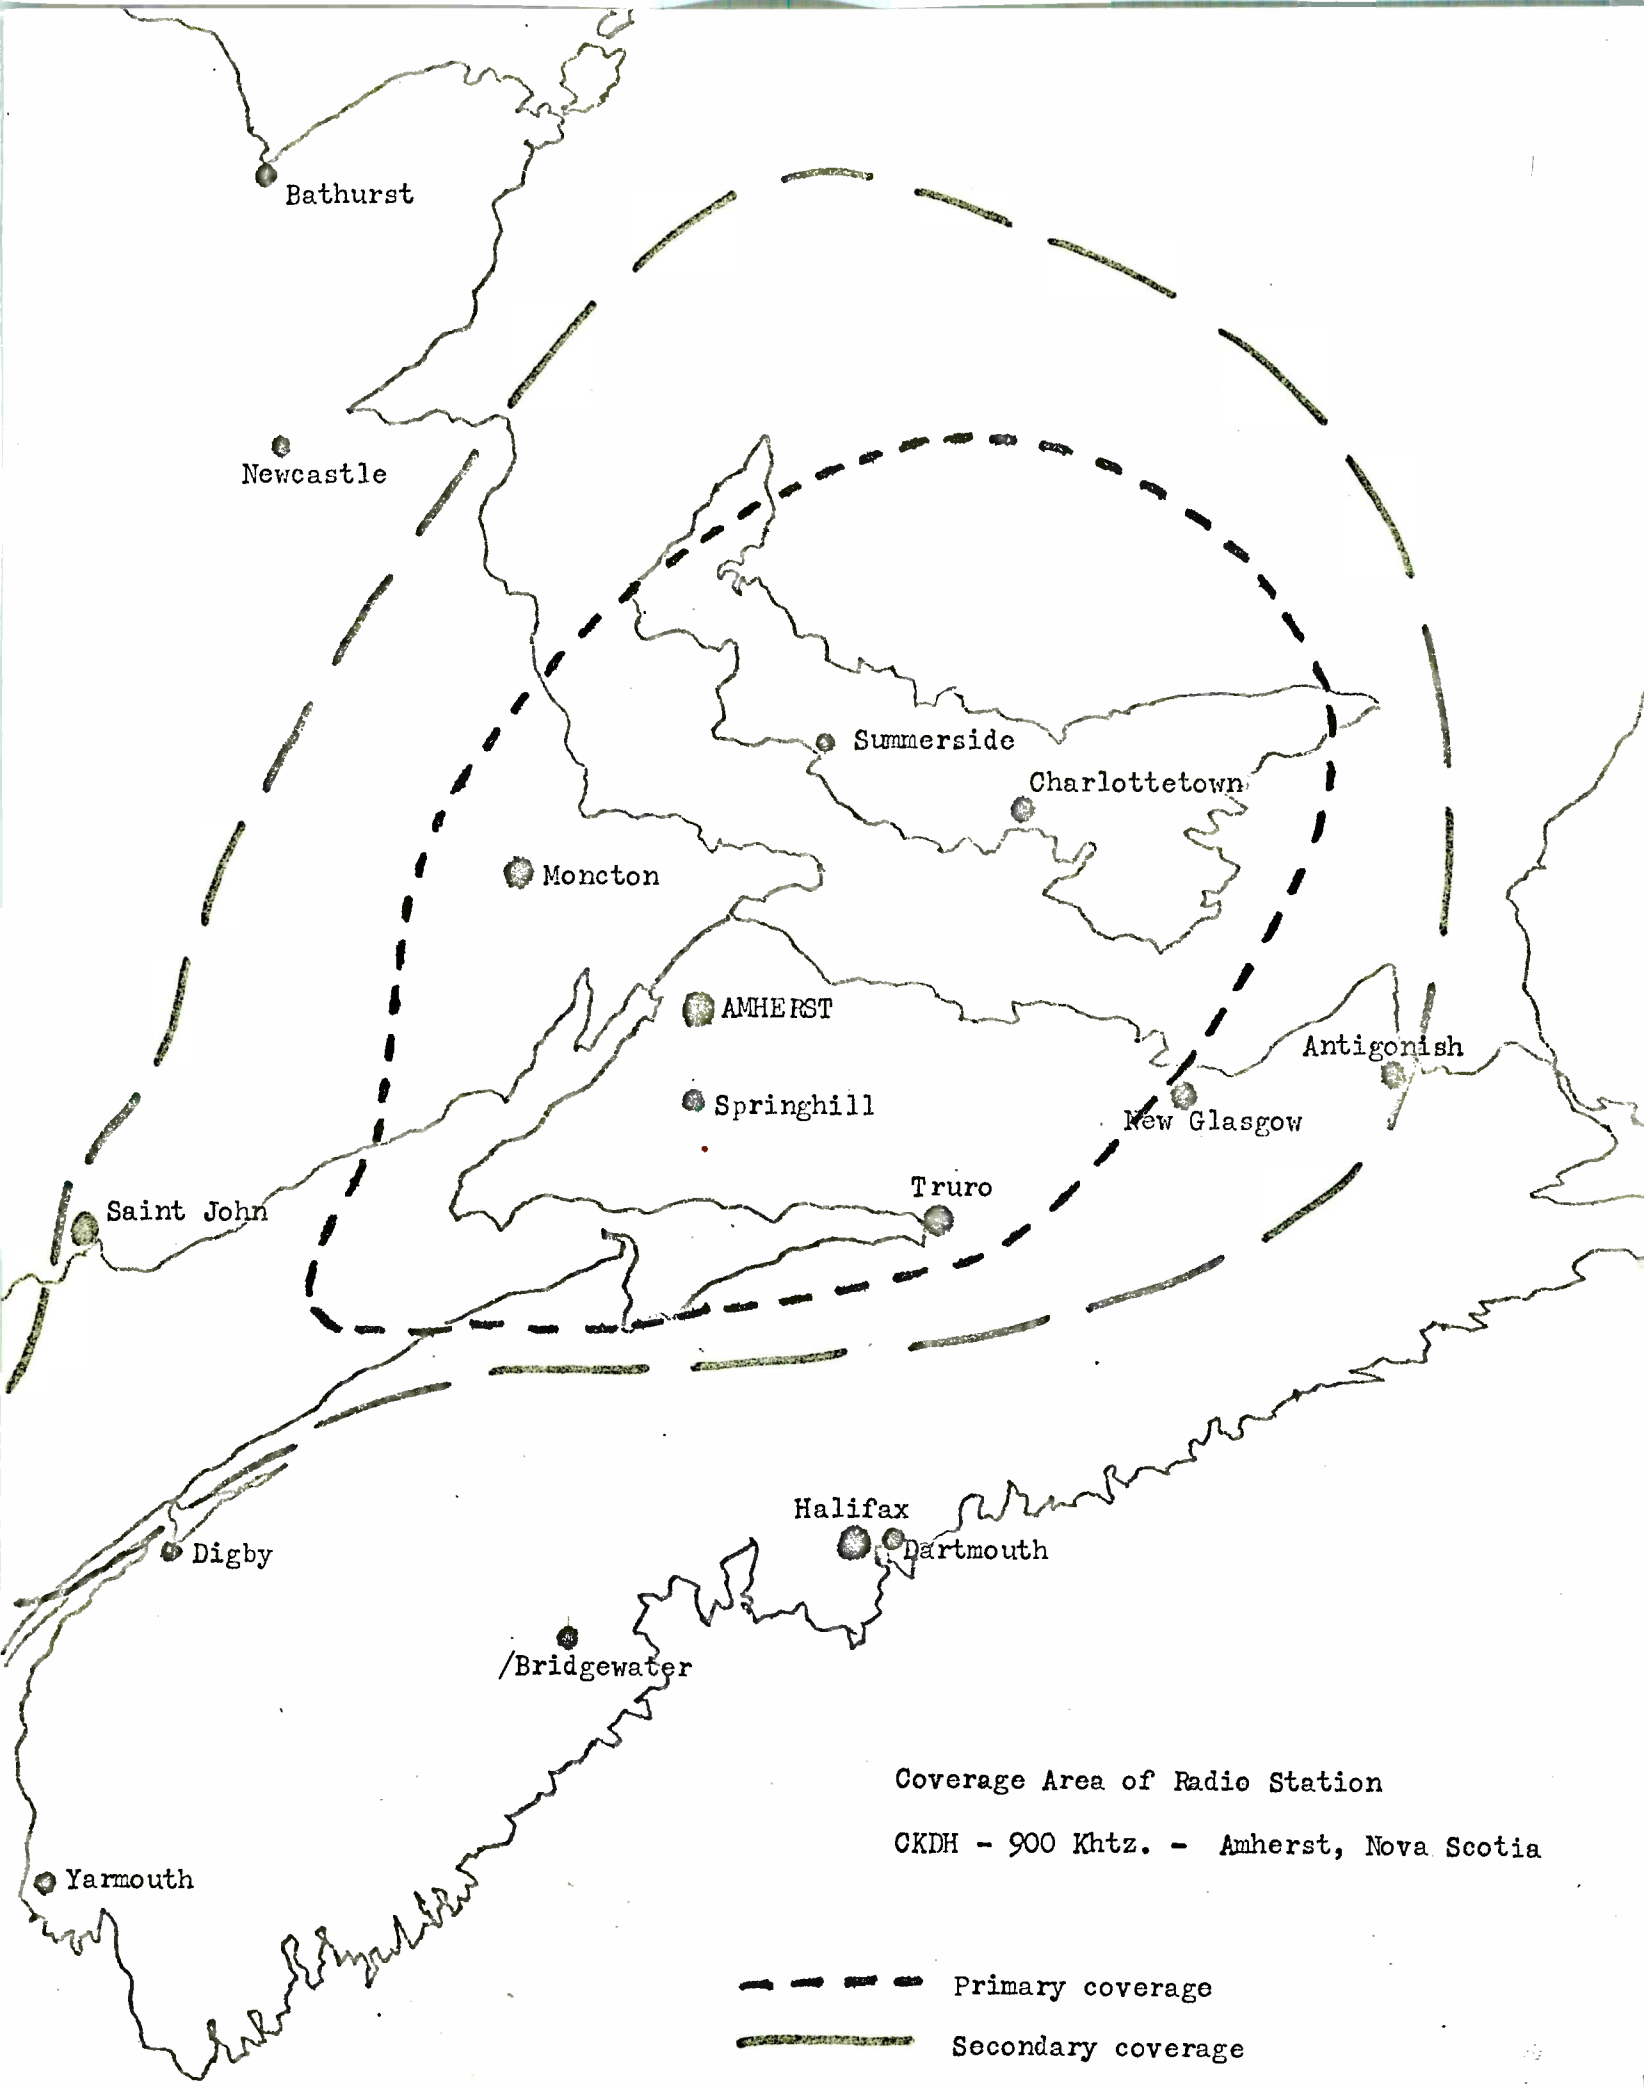 Bathurst
Newcastle
Summerside
Charlottetown
Moncton
AMHERST
Antigonish
Springhill
New Glasgow
Truro
Saint John
Halifax
Dartmouth
Digby
/Bridgewater
Coverage Area of Radio Station
CKDH - 900 Khtz. - Amherst, Nova Scotia
Yarmouth
Primary coverage
Secondary coverage